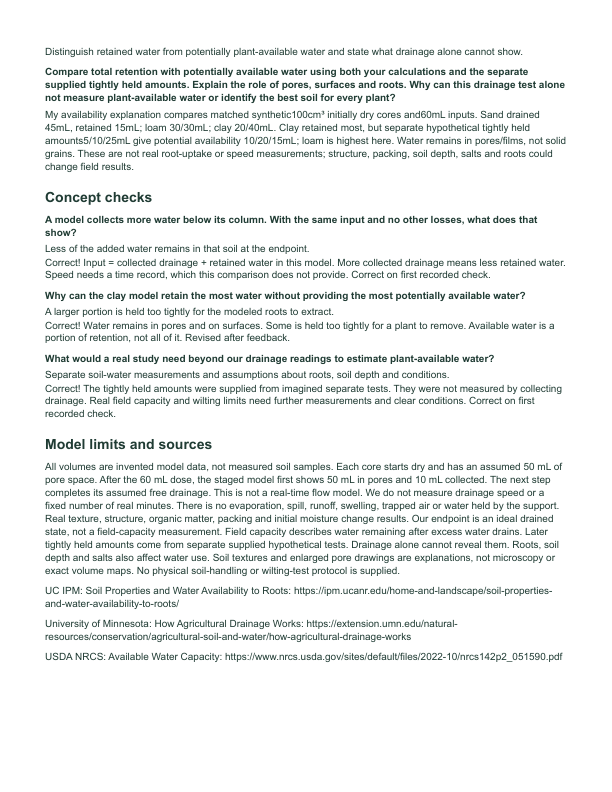 Distinguish retained water from potentially plant-available water and state what drainage alone cannot show.
Compare total retention with potentially available water using both your calculations and the separate
supplied tightly held amounts. Explain the role of pores, surfaces and roots. Why can this drainage test alone
not measure plant-available water or identify the best soil for every plant?
My availability explanation compares matched synthetic100cm³ initially dry cores and60mL inputs. Sand drained
45mL, retained 15mL; loam 30/30mL; clay 20/40mL. Clay retained most, but separate hypothetical tightly held
amounts5/10/25mL give potential availability 10/20/15mL; loam is highest here. Water remains in pores/films, not solid
grains. These are not real root-uptake or speed measurements; structure, packing, soil depth, salts and roots could
change field results.
Concept checks
A model collects more water below its column. With the same input and no other losses, what does that
show?
Less of the added water remains in that soil at the endpoint.
Correct! Input = collected drainage + retained water in this model. More collected drainage means less retained water.
Speed needs a time record, which this comparison does not provide. Correct on first recorded check.
Why can the clay model retain the most water without providing the most potentially available water?
A larger portion is held too tightly for the modeled roots to extract.
Correct! Water remains in pores and on surfaces. Some is held too tightly for a plant to remove. Available water is a
portion of retention, not all of it. Revised after feedback.
What would a real study need beyond our drainage readings to estimate plant-available water?
Separate soil-water measurements and assumptions about roots, soil depth and conditions.
Correct! The tightly held amounts were supplied from imagined separate tests. They were not measured by collecting
drainage. Real field capacity and wilting limits need further measurements and clear conditions. Correct on first
recorded check.
Model limits and sources
All volumes are invented model data, not measured soil samples. Each core starts dry and has an assumed 50 mL of
pore space. After the 60 mL dose, the staged model first shows 50 mL in pores and 10 mL collected. The next step
completes its assumed free drainage. This is not a real-time flow model. We do not measure drainage speed or a
fixed number of real minutes. There is no evaporation, spill, runoff, swelling, trapped air or water held by the support.
Real texture, structure, organic matter, packing and initial moisture change results. Our endpoint is an ideal drained
state, not a field-capacity measurement. Field capacity describes water remaining after excess water drains. Later
tightly held amounts come from separate supplied hypothetical tests. Drainage alone cannot reveal them. Roots, soil
depth and salts also affect water use. Soil textures and enlarged pore drawings are explanations, not microscopy or
exact volume maps. No physical soil-handling or wilting-test protocol is supplied.
UC IPM: Soil Properties and Water Availability to Roots: https://ipm.ucanr.edu/home-and-landscape/soil-properties-
and-water-availability-to-roots/
University of Minnesota: How Agricultural Drainage Works: https://extension.umn.edu/natural-
resources/conservation/agricultural-soil-and-water/how-agricultural-drainage-works
USDA NRCS: Available Water Capacity: https://www.nrcs.usda.gov/sites/default/files/2022-10/nrcs142p2_051590.pdf